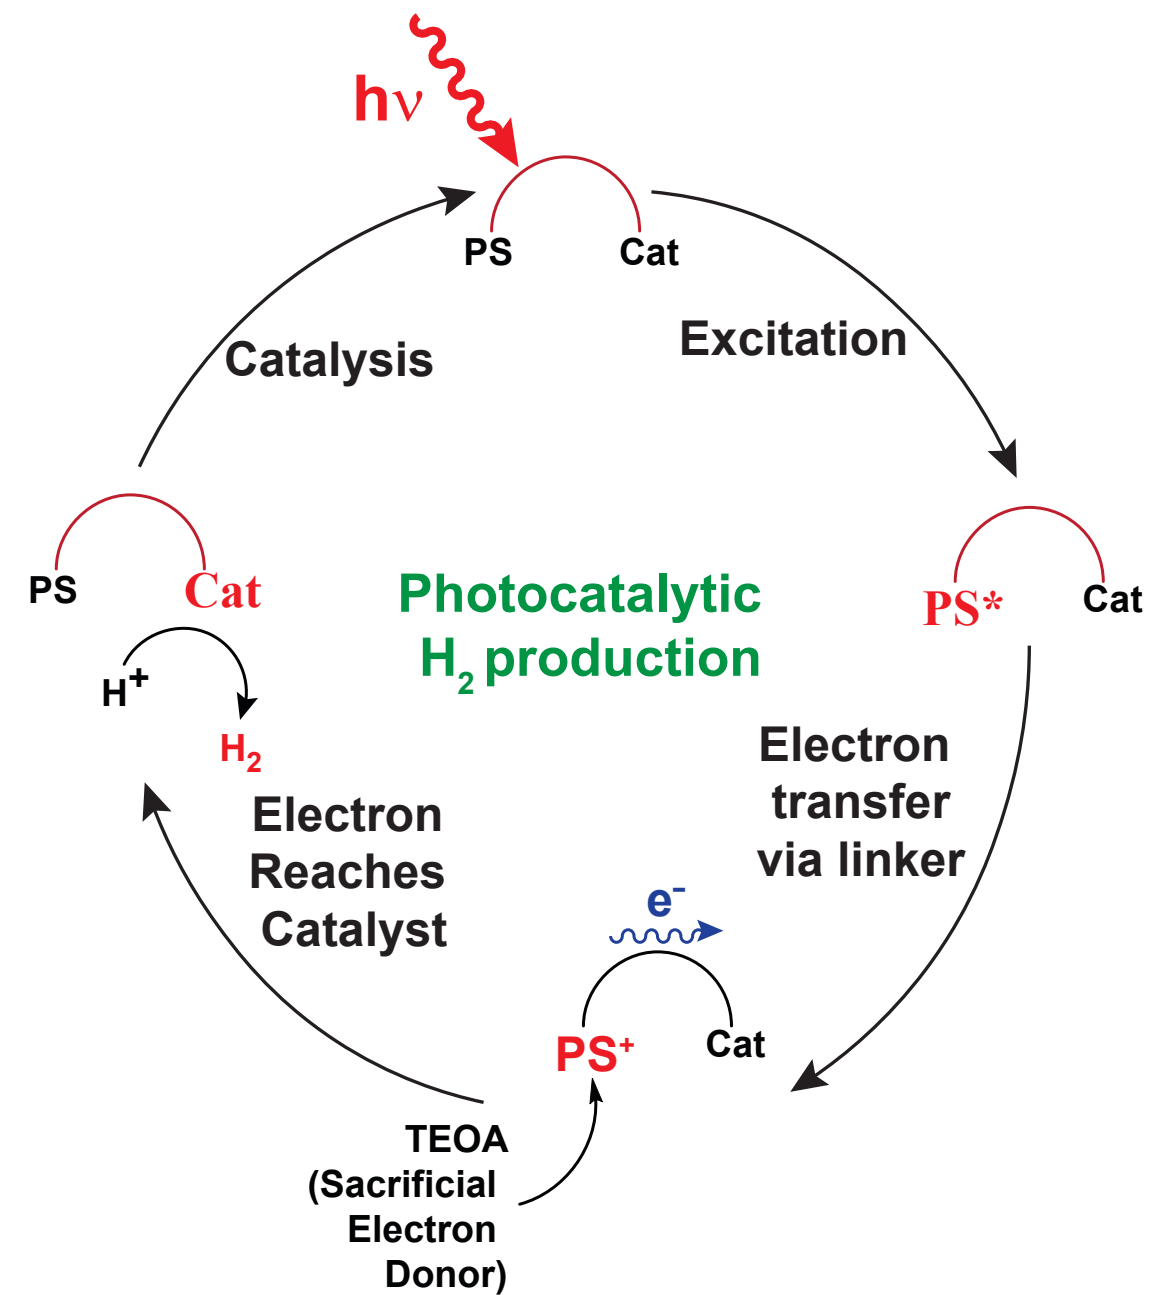 hν
PS
Cat
Excitation
Catalysis
PS
Cat
H⁺
H₂
Photocatalytic
H₂ production
PS*
Cat
Electron
transfer
via linker
Electron
Reaches
Catalyst
e⁻
PS⁺
Cat
TEOA
(Sacrificial
Electron
Donor)